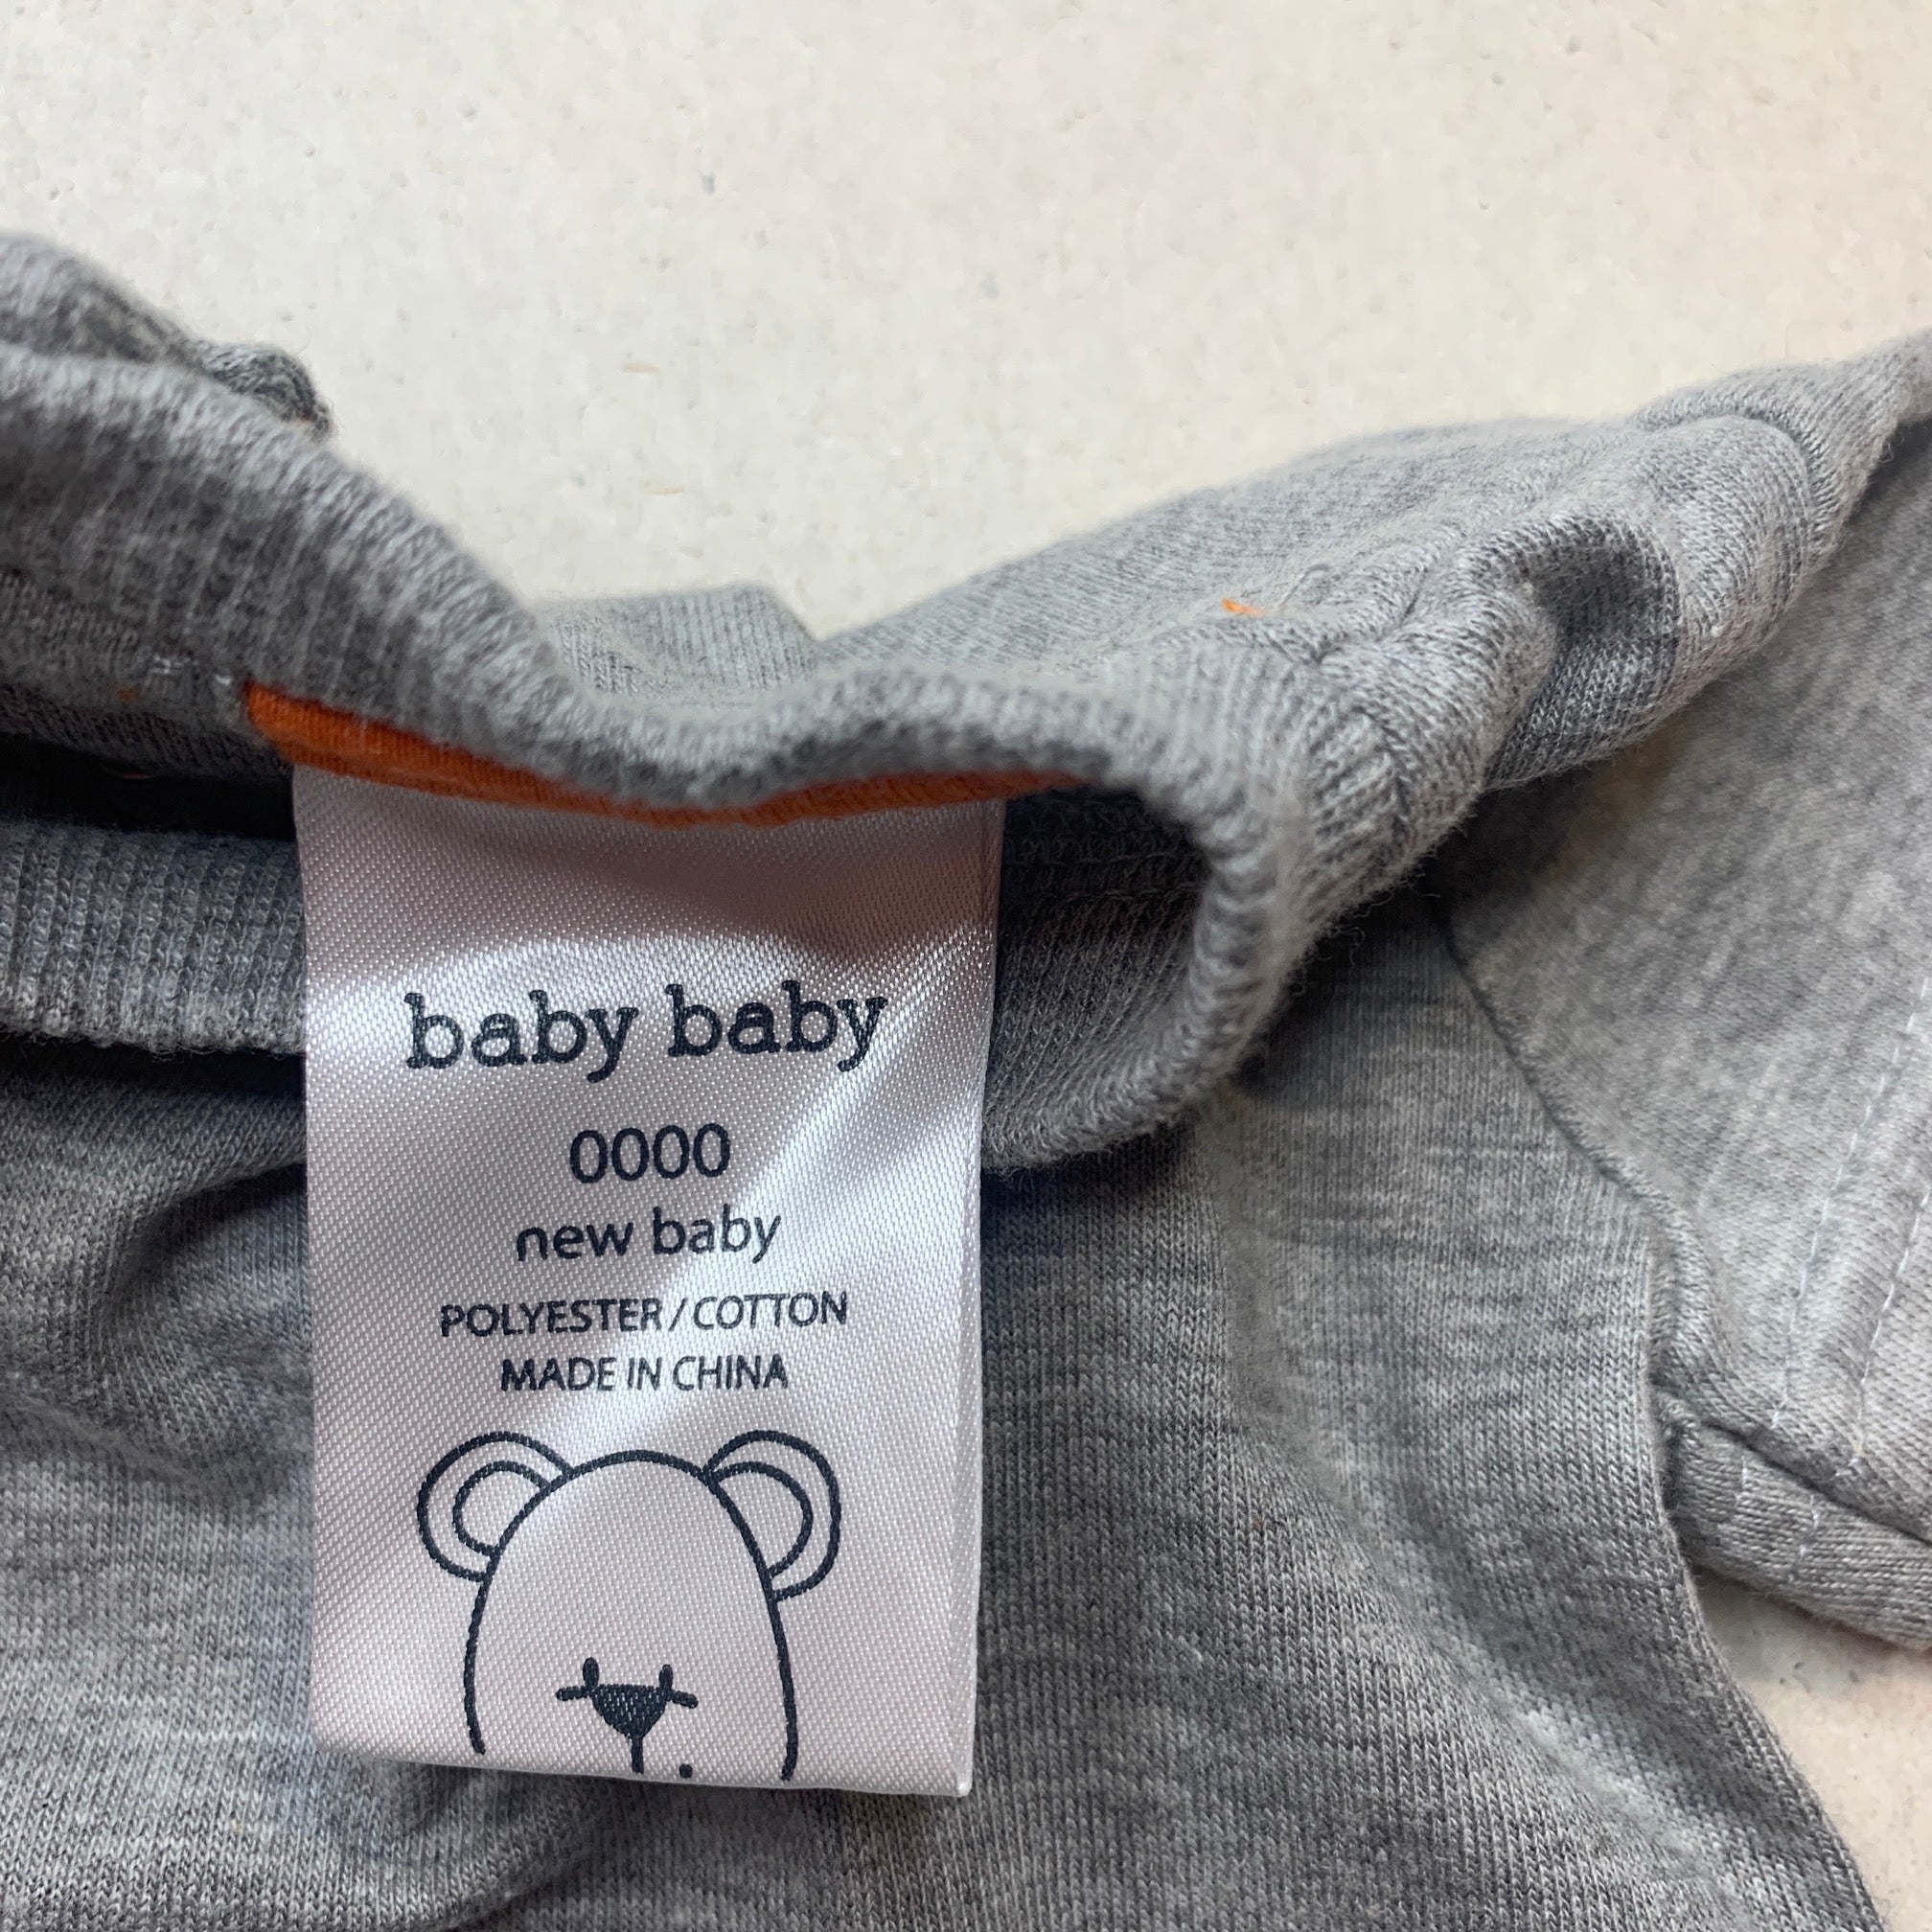 baby baby
0000
new baby
POLYESTER/COTTON
MADE IN CHINA